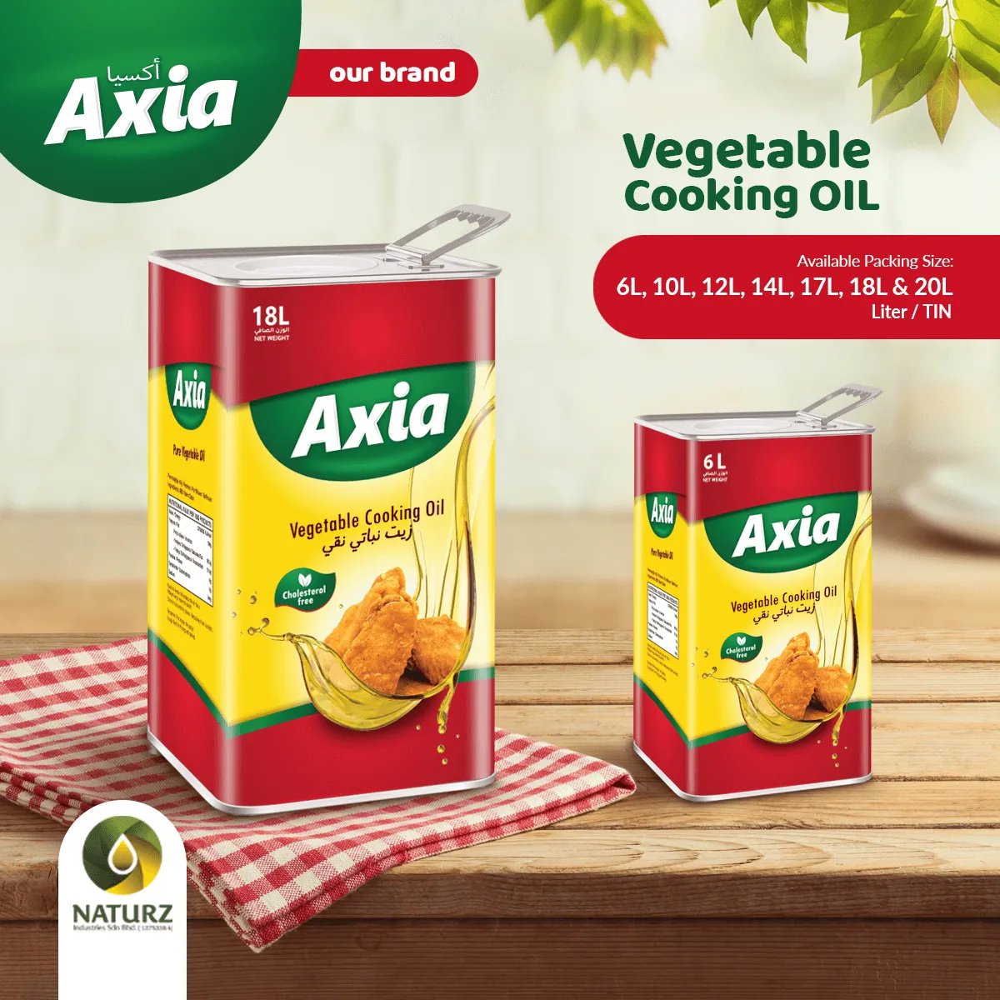 أكسيا
Axia
our brand
Vegetable
Cooking OIL
Available Packing Size:
6L, 10L, 12L, 14L, 17L, 18L & 20L
Liter / TIN
18L
الوزن الصافي
NET WEIGHT
Axia
Pure Vegetable Oil
Axia
Vegetable Cooking Oil
زيت نباتي نقي
Cholesterol
free
6 L
الوزن الصافي
NET WEIGHT
Axia
Pure Vegetable Oil
Axia
Vegetable Cooking Oil
زيت نباتي نقي
Cholesterol
free
NATURZ
Industries Sdn Bhd.